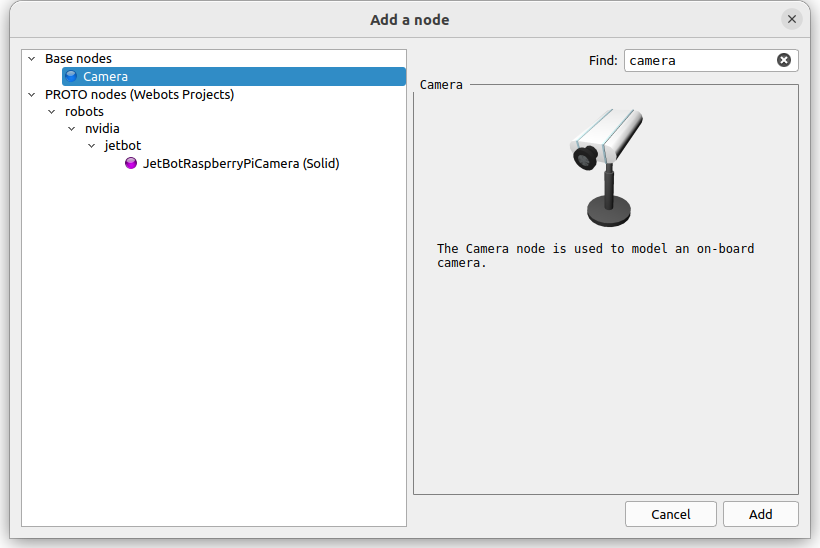 Add a node
Base nodes
Camera
PROTO nodes (Webots Projects)
robots
nvidia
jetbot
JetBotRaspberryPiCamera (Solid)
Find: camera
Camera
The Camera node is used to model an on-board
camera.
Cancel Add